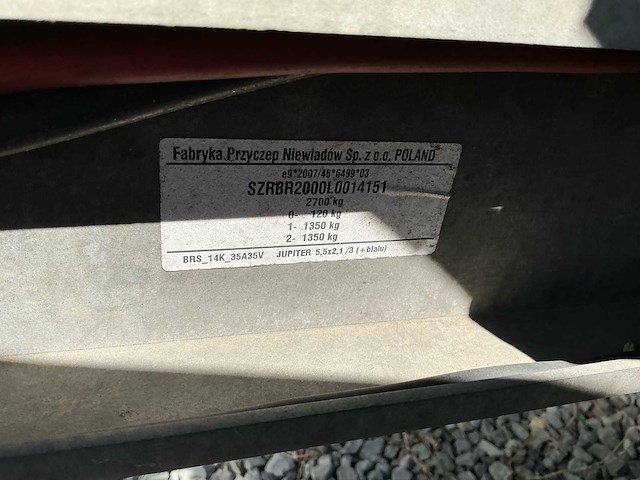 Fabryka Przyczep Niewiadów Sp. z o.o. POLAND
e9*2007/46*6499*03
SZRBR2000L0014151
2700 kg
0- 120 kg
1- 1350 kg
2- 1350 kg
BRS_14K_35A35V JUPITER 5,5x2,1 /3 (+blalu)